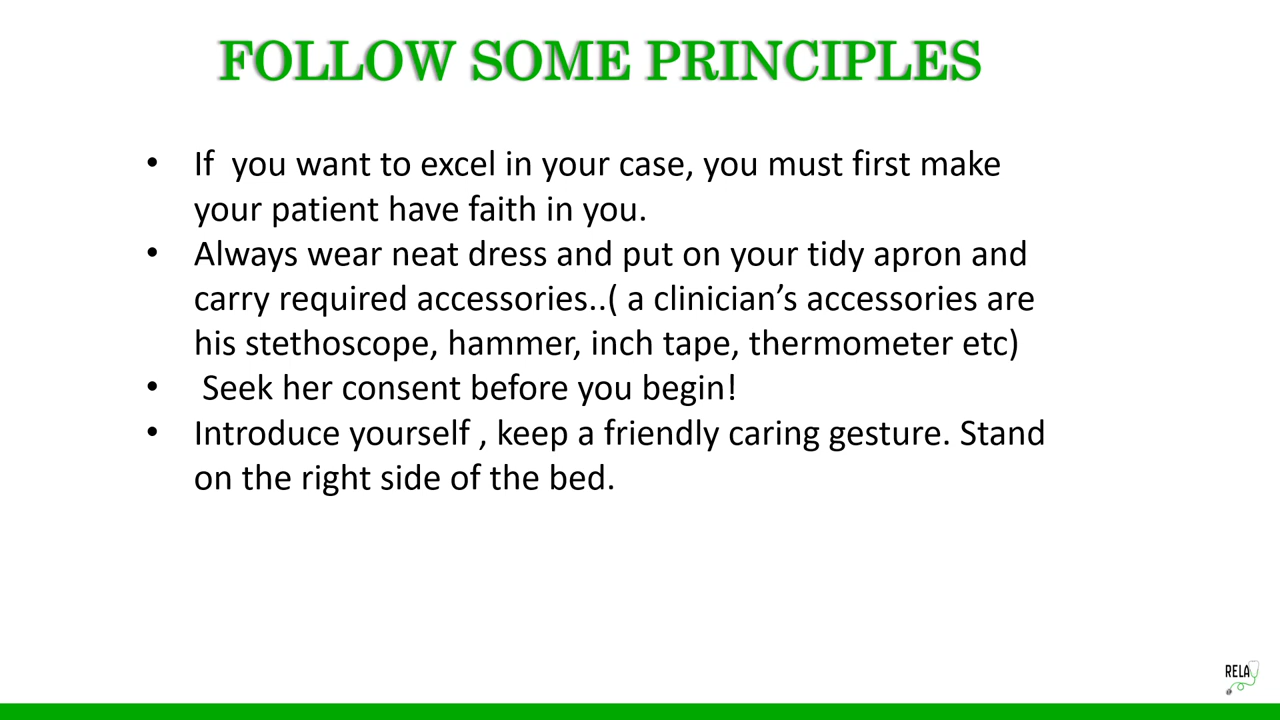 FOLLOW SOME PRINCIPLES
• If you want to excel in your case, you must first make
your patient have faith in you.
• Always wear neat dress and put on your tidy apron and
carry required accessories..( a clinician’s accessories are
his stethoscope, hammer, inch tape, thermometer etc)
• Seek her consent before you begin!
• Introduce yourself , keep a friendly caring gesture. Stand
on the right side of the bed.
RELAY